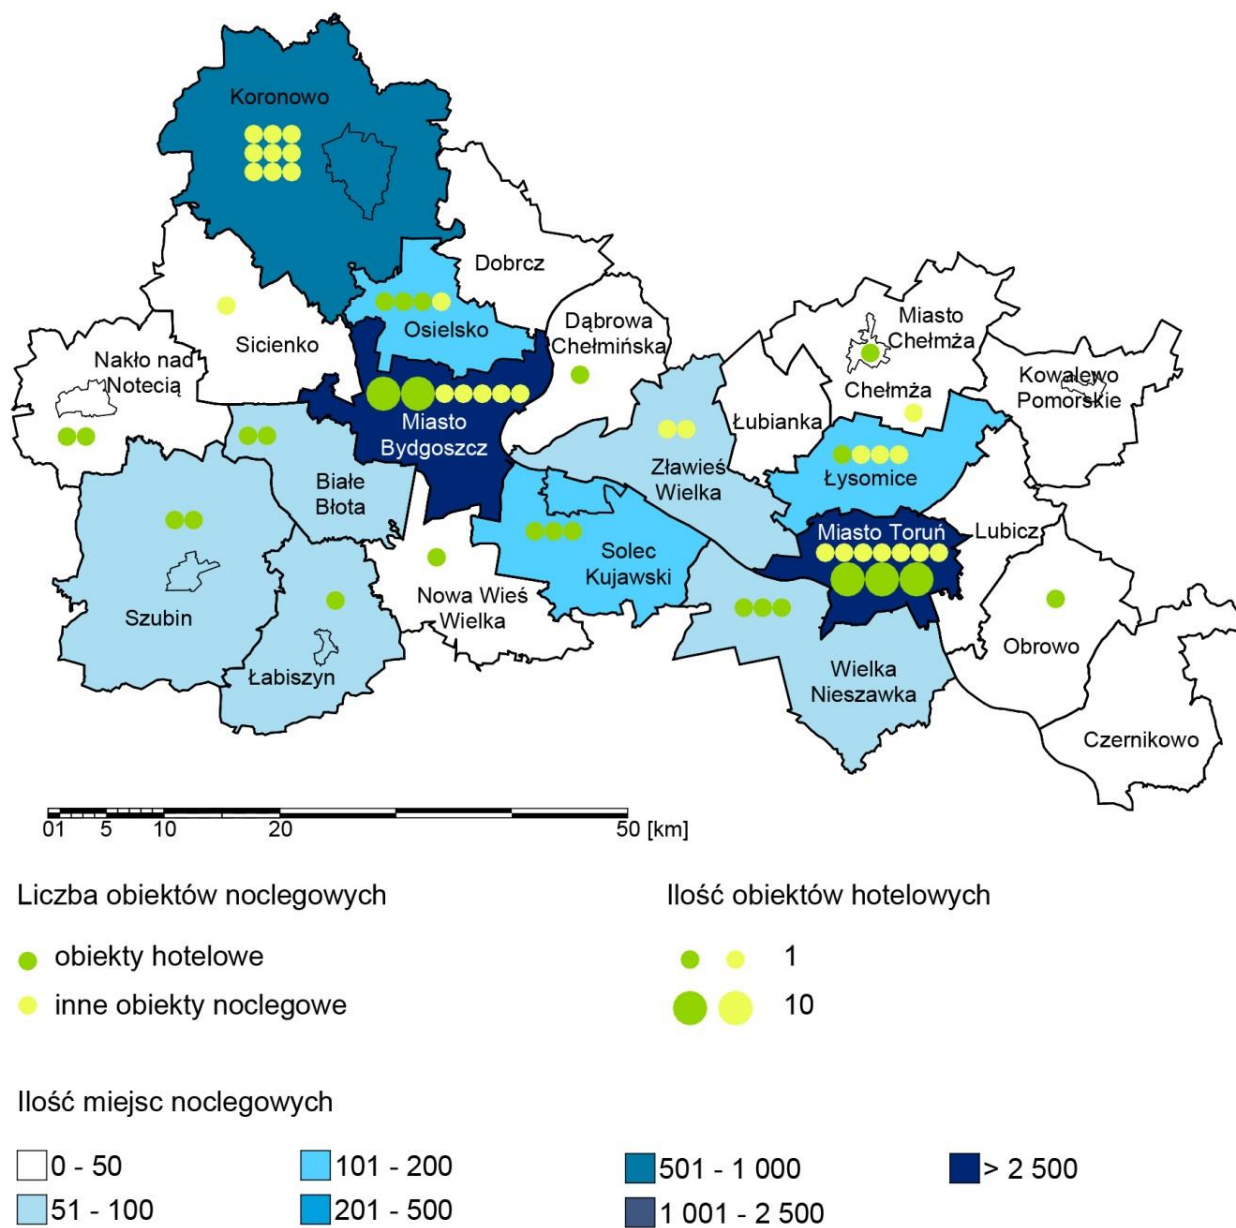 Koronowo
Dobrcz
Osielsko
Dąbrowa
Chełmińska
Sicienko
Nakło nad
Notecią
Miasto
Chełmża
Chełmża
Kowalewo
Pomorskie
Łubianka
Miasto
Bydgoszcz
Zławieś
Wielka
Łysomice
Białe
Błota
Miasto Toruń
Lubicz
Solec
Kujawski
Nowa Wieś
Wielka
Szubin
Łabiszyn
Obrowo
Wielka
Nieszawka
Czernikowo
01 5 10 20 50 [km]
Liczba obiektów noclegowych
obiekty hotelowe
inne obiekty noclegowe
Ilość obiektów hotelowych
1
10
Ilość miejsc noclegowych
0 - 50 101 - 200 501 - 1 000 > 2 500
51 - 100 201 - 500 1 001 - 2 500